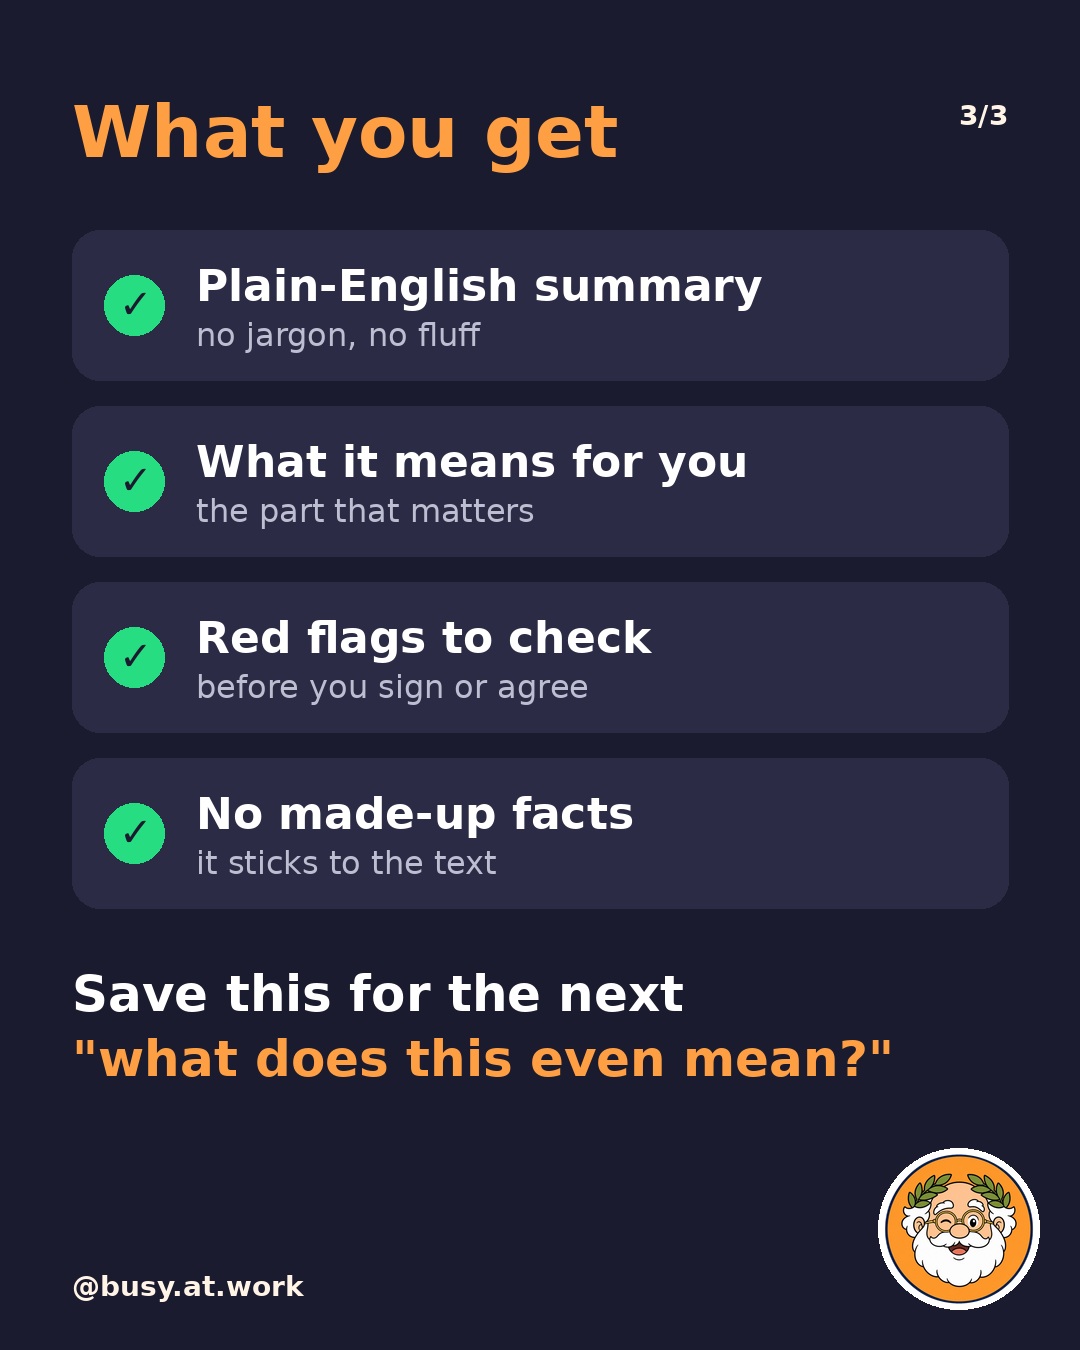 What you get
3/3
✓
Plain-English summary
no jargon, no fluff
✓
What it means for you
the part that matters
✓
Red flags to check
before you sign or agree
✓
No made-up facts
it sticks to the text
Save this for the next
"what does this even mean?"
@busy.at.work